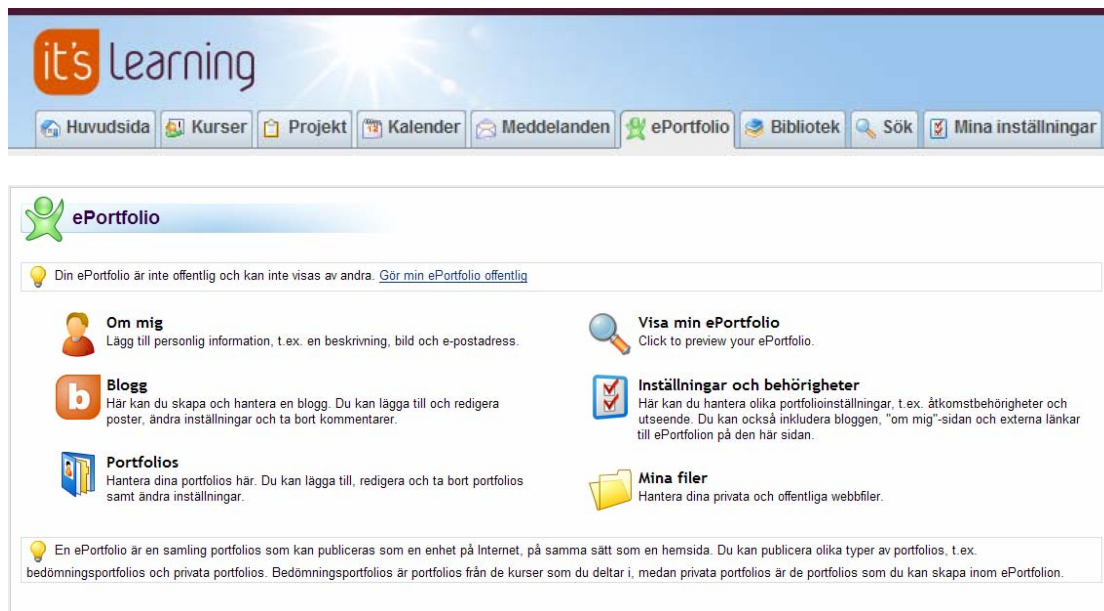 it's learning
Huvudsida Kurser Projekt Kalender Meddelanden ePortfolio Bibliotek Sök Mina inställningar
ePortfolio
Din ePortfolio är inte offentlig och kan inte visas av andra. Gör min ePortfolio offentlig
Om mig
Lägg till personlig information, t.ex. en beskrivning, bild och e-postadress.
Visa min ePortfolio
Click to preview your ePortfolio.
Blogg
Här kan du skapa och hantera en blogg. Du kan lägga till och redigera
poster, ändra inställningar och ta bort kommentarer.
Inställningar och behörigheter
Här kan du hantera olika portfolioinställningar, t.ex. åtkomstbehörigheter och
utseende. Du kan också inkludera bloggen, "om mig"-sidan och externa länkar
till ePortfolion på den här sidan.
Portfolios
Hantera dina portfolios här. Du kan lägga till, redigera och ta bort portfolios
samt ändra inställningar.
Mina filer
Hantera dina privata och offentliga webbfiler.
En ePortfolio är en samling portfolios som kan publiceras som en enhet på Internet, på samma sätt som en hemsida. Du kan publicera olika typer av portfolios, t.ex.
bedömningsportfolios och privata portfolios. Bedömningsportfolios är portfolios från de kurser som du deltar i, medan privata portfolios är de portfolios som du kan skapa inom ePortfolion.